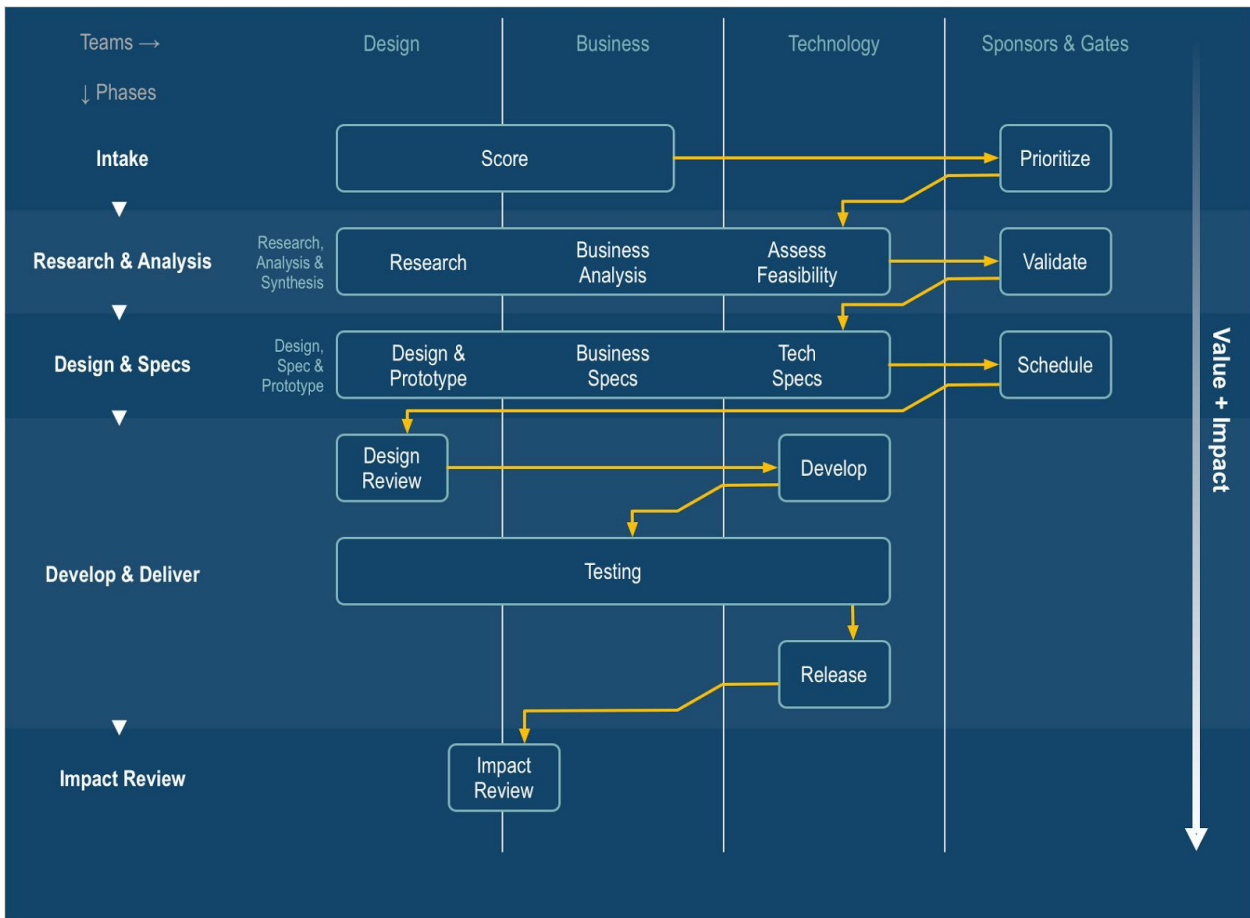 Teams →
Design
Business
Technology
Sponsors & Gates
↓ Phases
Intake
Score
Prioritize
Research & Analysis
Research,
Analysis &
Synthesis
Research
Business
Analysis
Assess
Feasibility
Validate
Design & Specs
Design,
Spec &
Prototype
Design &
Prototype
Business
Specs
Tech
Specs
Schedule
Design
Review
Develop
Develop & Deliver
Testing
Release
Impact Review
Impact
Review
Value + Impact